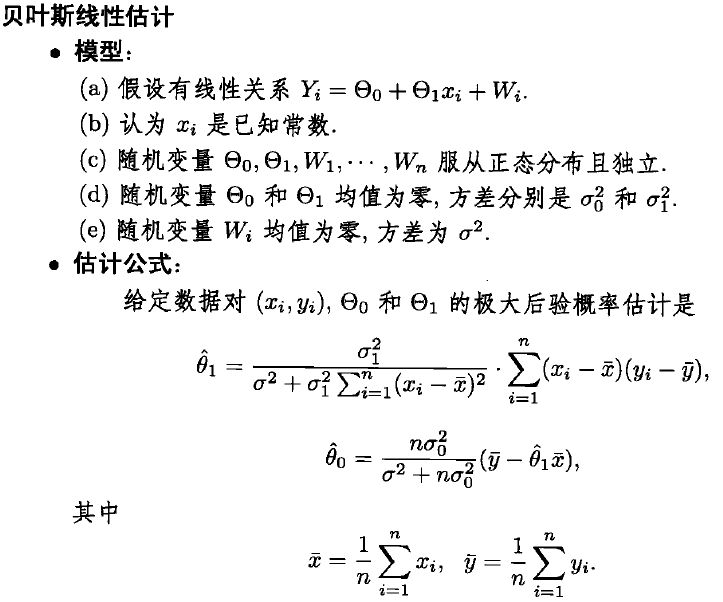 贝叶斯线性估计
• 模型:
(a) 假设有线性关系 $Y_i = \Theta_0 + \Theta_1 x_i + W_i$.
(b) 认为 $x_i$ 是已知常数.
(c) 随机变量 $\Theta_0, \Theta_1, W_1, \cdots, W_n$ 服从正态分布且独立.
(d) 随机变量 $\Theta_0$ 和 $\Theta_1$ 均值为零, 方差分别是 $\sigma_0^2$ 和 $\sigma_1^2$.
(e) 随机变量 $W_i$ 均值为零, 方差为 $\sigma^2$.
• 估计公式:
给定数据对 $(x_i, y_i)$, $\Theta_0$ 和 $\Theta_1$ 的极大后验概率估计是
$\hat{\theta}_1 = \frac{\sigma_1^2}{\sigma^2 + \sigma_1^2 \sum_{i=1}^{n} (x_i - \bar{x})^2} \cdot \sum_{i=1}^{n} (x_i - \bar{x})(y_i - \bar{y}),$
$\hat{\theta}_0 = \frac{n\sigma_0^2}{\sigma^2 + n\sigma_0^2} (\bar{y} - \hat{\theta}_1 \bar{x}),$
其中
$\bar{x} = \frac{1}{n} \sum_{i=1}^{n} x_i, \quad \bar{y} = \frac{1}{n} \sum_{i=1}^{n} y_i.$